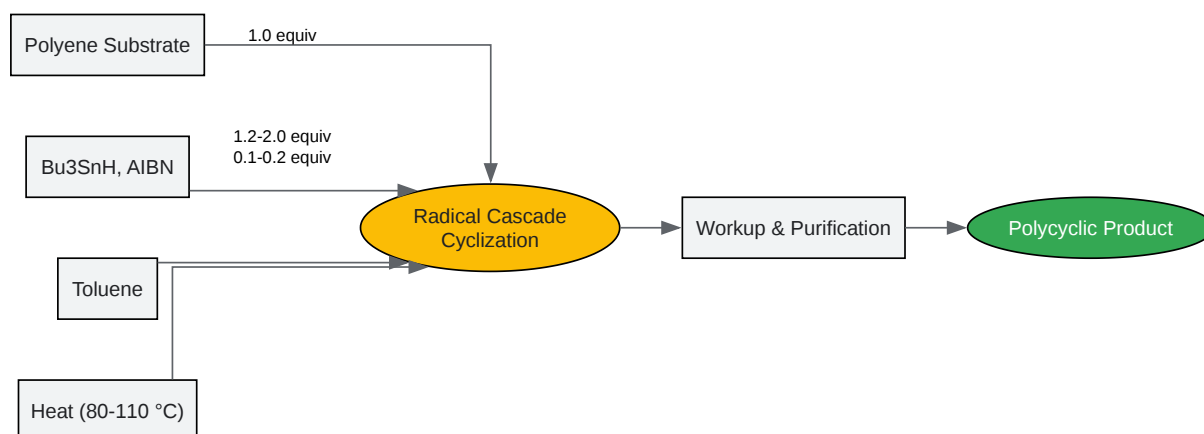 Polyene Substrate
1.0 equiv
Bu3SnH, AIBN
1.2-2.0 equiv
0.1-0.2 equiv
Radical Cascade
Cyclization
Workup & Purification
Polycyclic Product
Toluene
Heat (80-110 °C)